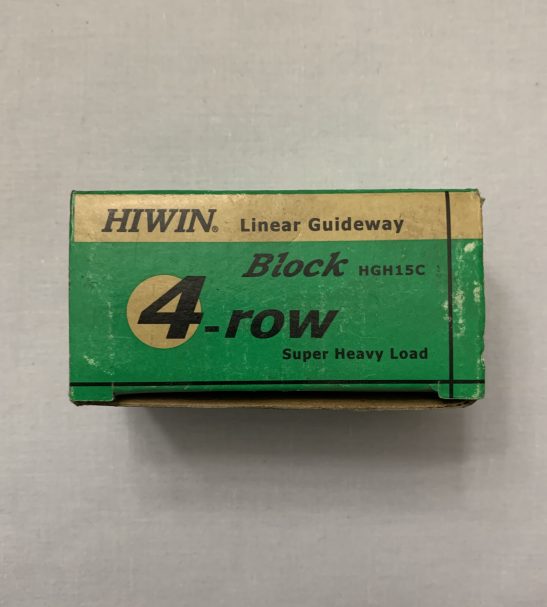 HIWIN® Linear Guideway
Block HGH15C
4-row
Super Heavy Load